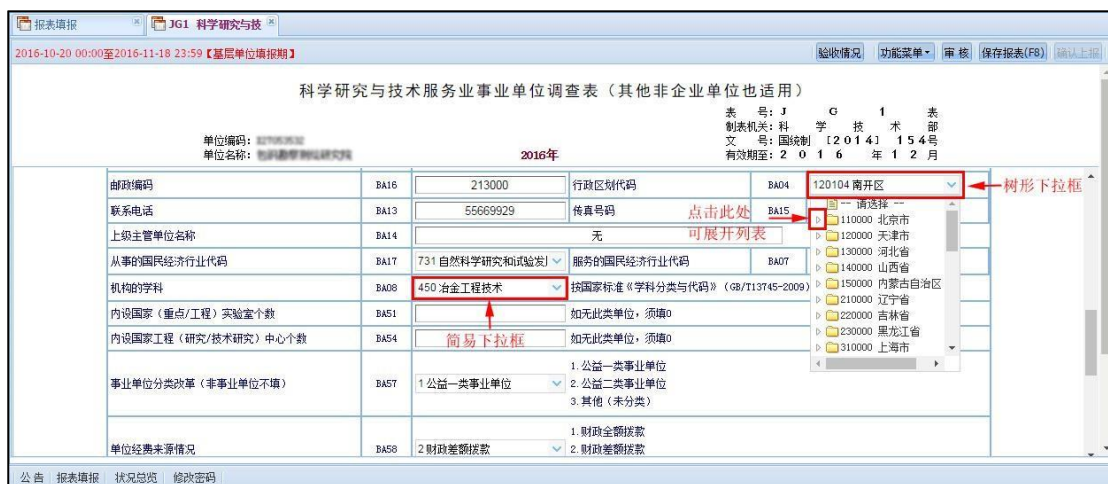 报表填报 JG1 科学研究与技
2016-10-20 00:00至2016-11-18 23:59【基层单位填报期】 验收情况 功能菜单 审 核 保存报表(F8) 确认上报
科学研究与技术服务业事业单位调查表（其他非企业单位也适用）
表 号：J G 1 表
制表机关：科 学 技 术 部
单位编码： 文 号：国统制 [2014] 154号
单位名称： 2016年 有效期至：2 0 1 6 年 1 2 月
邮政编码 BA16 213000 行政区划代码 BA04 120104 南开区 树形下拉框
联系电话 BA13 55669929 传真号码 点击此处 BA15 -- 请选择 --
110000 北京市
上级主管单位名称 BA14 无 可展开列表 120000 天津市
130000 河北省
从事的国民经济行业代码 BA17 731 自然科学研究和试验发 服务的国民经济行业代码 BA07 140000 山西省
机构的学科 BA08 450 冶金工程技术 按国家标准《学科分类与代码》（GB/T13745-2009） 150000 内蒙古自治区
内设国家（重点/工程）实验室个数 BA51 如无此类单位，须填0 210000 辽宁省
220000 吉林省
内设国家工程（研究/技术研究）中心个数 BA54 简易下拉框 如无此类单位，须填0 230000 黑龙江省
310000 上海市
1.公益一类事业单位
事业单位分类改革（非事业单位不填） BA57 1 公益一类事业单位 2.公益二类事业单位
3.其他（未分类）
1.财政全额拨款
单位经费来源情况 BA58 2 财政差额拨款 2.财政差额拨款
公 告 报表填报 状况总览 修改密码